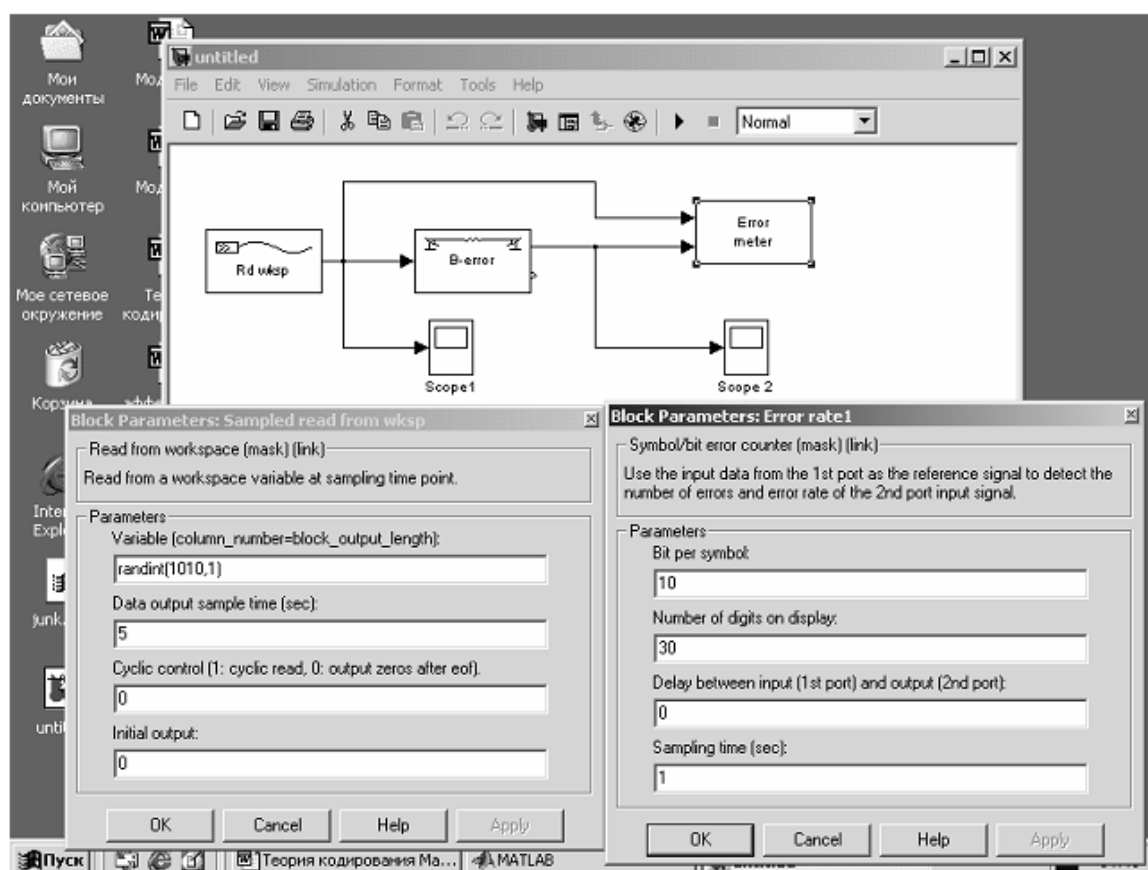 Мои
документы
Мой
компьютер
Мое сетевое
окружение
Корзина
untitled
File Edit View Simulation Format Tools Help
Normal
Rd wksp
B-error
Error
meter
Scope1
Scope 2
Block Parameters: Sampled read from wksp
Read from workspace (mask) (link)
Read from a workspace variable at sampling time point.
Parameters
Variable (column_number=block_output_length):
randint(1010,1)
Data output sample time (sec):
5
Cyclic control (1: cyclic read, 0: output zeros after eof).
0
Initial output:
0
OK Cancel Help Apply
Block Parameters: Error rate1
Symbol/bit error counter (mask) (link)
Use the input data from the 1st port as the reference signal to detect the
number of errors and error rate of the 2nd port input signal.
Parameters
Bit per symbol:
10
Number of digits on display:
30
Delay between input (1st port) and output (2nd port):
0
Sampling time (sec):
1
OK Cancel Help Apply
Пуск
Теория кодирования Ма...
MATLAB